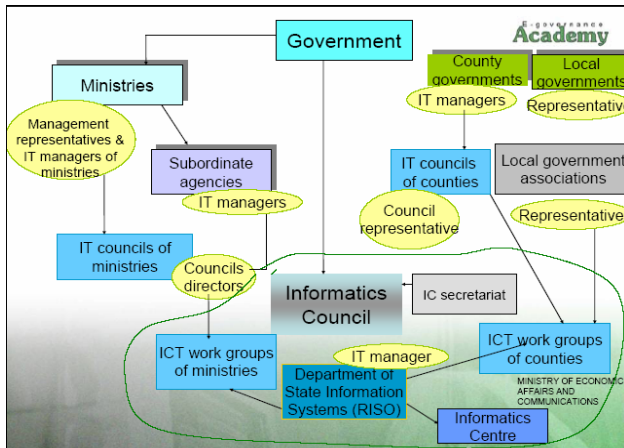 E-governance
Academy
Government
County
governments
Local
governments
Ministries
IT managers
Representative
Management
representatives &
IT managers of
ministries
Subordinate
agencies
IT managers
IT councils
of counties
Local government
associations
Council
representative
Representative
IT councils of
ministries
Councils
directors
Informatics
Council
IC secretariat
ICT work groups
of ministries
IT manager
ICT work groups
of counties
Department of
State Information
Systems (RISO)
MINISTRY OF ECONOMIC
AFFAIRS AND
COMMUNICATIONS
Informatics
Centre